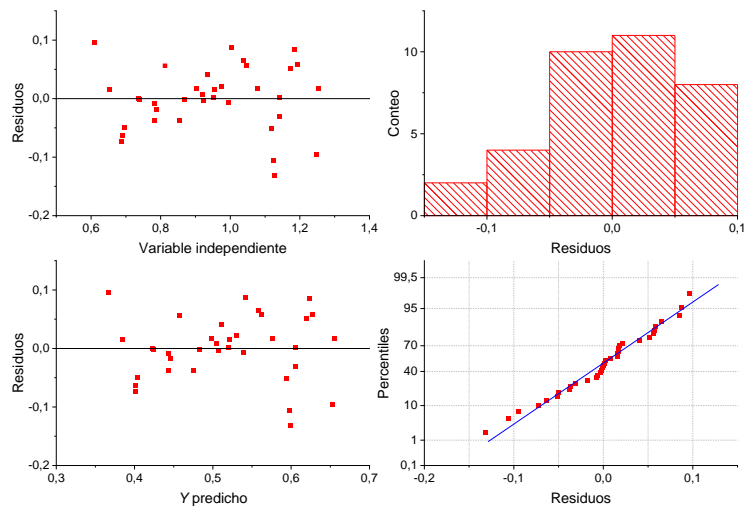 0,1
0,0
-0,1
-0,2
Residuos
0,6 0,8 1,0 1,2 1,4
Variable independiente
10
5
0
Conteo
-0,1 0,0 0,1
Residuos
0,1
0,0
-0,1
-0,2
Residuos
0,3 0,4 0,5 0,6 0,7
Y predicho
99,5
95
70
40
10
1
0,1
Percentiles
-0,2 -0,1 0,0 0,1
Residuos